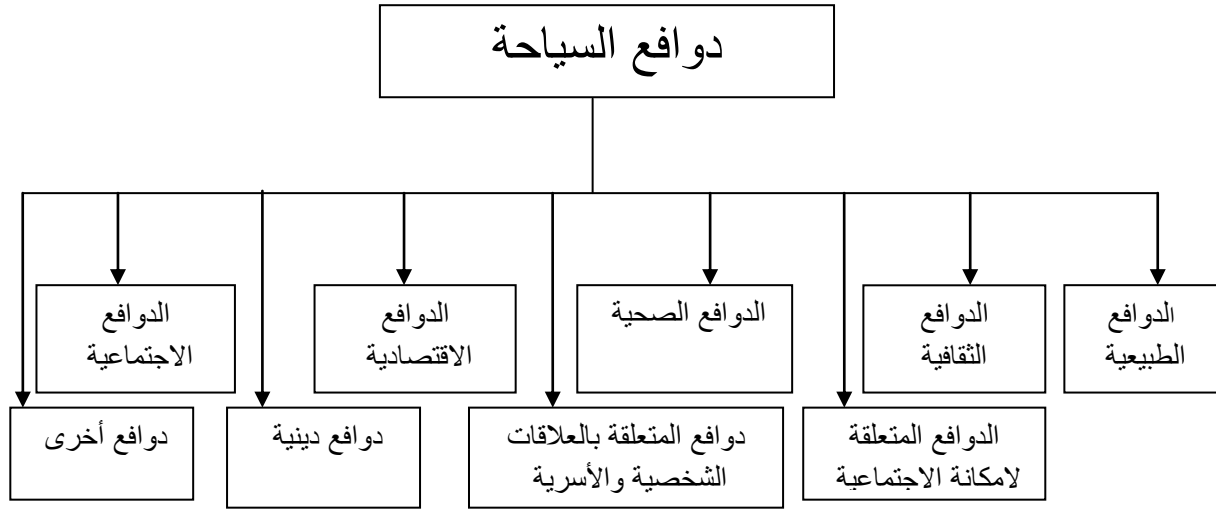 دوافع السياحة
الدوافع
الطبيعية
الدوافع
الثقافية
الدوافع الصحية
الدوافع
الاقتصادية
الدوافع
الاجتماعية
الدوافع المتعلقة
لامكانة الاجتماعية
دوافع المتعلقة بالعلاقات
الشخصية والأسرية
دوافع دينية
دوافع أخرى